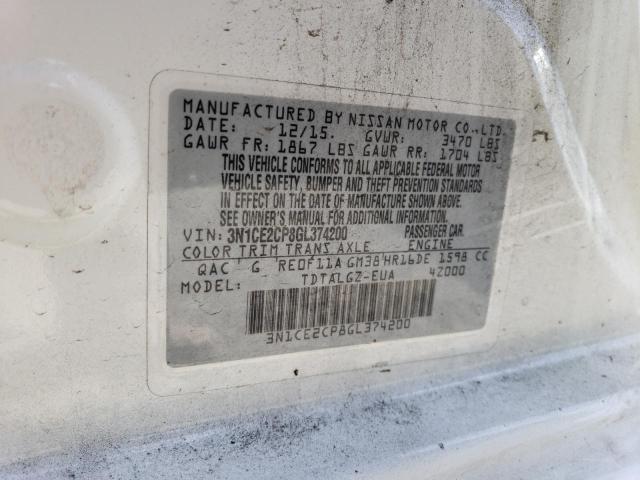 MANUFACTURED BY NISSAN MOTOR CO.,LTD.
DATE: 12/15. GVWR: 3470 LBS
GAWR FR: 1867 LBS GAWR RR: 1704 LBS
THIS VEHICLE CONFORMS TO ALL APPLICABLE FEDERAL MOTOR
VEHICLE SAFETY, BUMPER AND THEFT PREVENTION STANDARDS
IN EFFECT ON THE DATE OF MANUFACTURE SHOWN ABOVE.
SEE OWNER'S MANUAL FOR ADDITIONAL INFORMATION.
VIN: 3N1CE2CP8GL374200 PASSENGER CAR.
COLOR TRIM TRANS AXLE ENGINE
QAC G RE0F11A GM38 HR16DE 1598 CC
TDTALGZ-EUA 4Z000
3N1CE2CP8GL374200